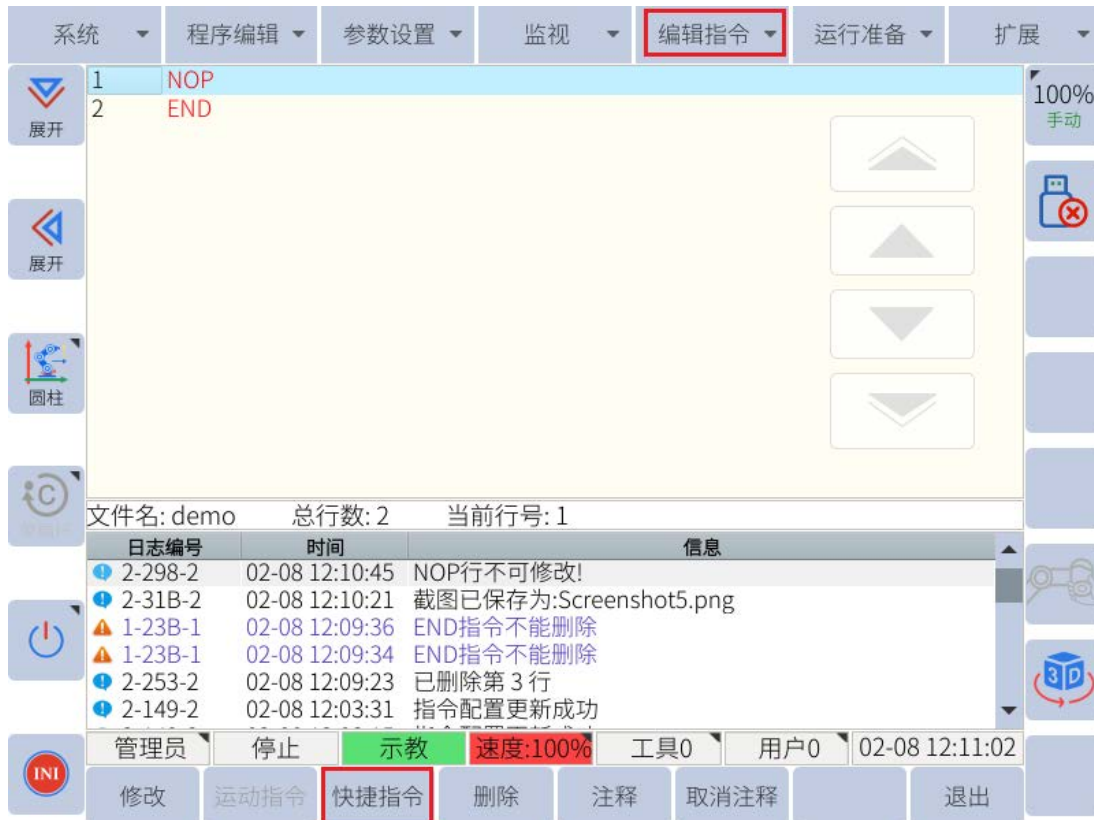 系统 程序编辑 参数设置 监视 编辑指令 运行准备 扩展
1 NOP
2 END
展开
100%
手动
展开
圆柱
C
文件名: demo 总行数: 2 当前行号: 1
日志编号 时间 信息
2-298-2 02-08 12:10:45 NOP行不可修改!
2-31B-2 02-08 12:10:21 截图已保存为:Screenshot5.png
1-23B-1 02-08 12:09:36 END指令不能删除
1-23B-1 02-08 12:09:34 END指令不能删除
2-253-2 02-08 12:09:23 已删除第 3 行
2-149-2 02-08 12:03:31 指令配置更新成功
3D
管理员 停止 示教 速度:100% 工具0 用户0 02-08 12:11:02
INI
修改 运动指令 快捷指令 删除 注释 取消注释 退出